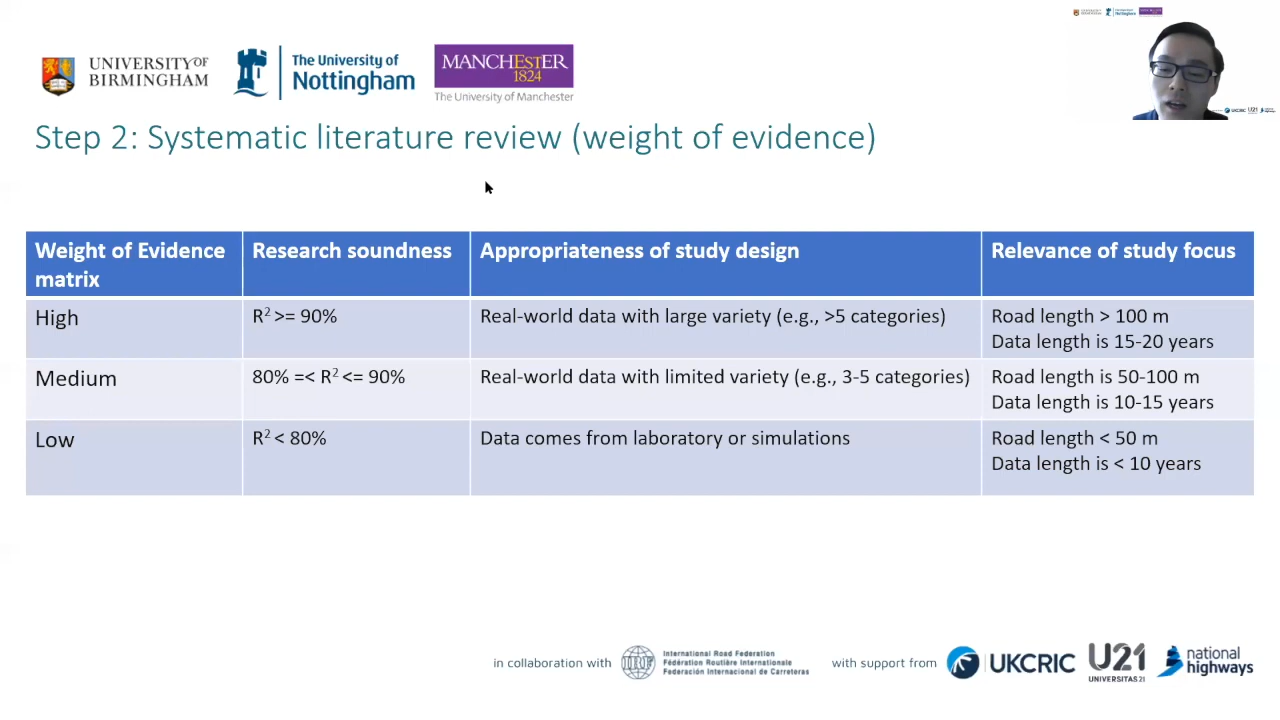 UNIVERSITY OF
BIRMINGHAM
The University of
Nottingham
MANCHESTER
1824
The University of Manchester
Step 2: Systematic literature review (weight of evidence)
Weight of Evidence
matrix
Research soundness
Appropriateness of study design
Relevance of study focus
High
R² >= 90%
Real-world data with large variety (e.g., >5 categories)
Road length > 100 m
Data length is 15-20 years
Medium
80% =< R² <= 90%
Real-world data with limited variety (e.g., 3-5 categories)
Road length is 50-100 m
Data length is 10-15 years
Low
R² < 80%
Data comes from laboratory or simulations
Road length < 50 m
Data length is < 10 years
in collaboration with
IRF
International Road Federation
Fédération Routière Internationale
Federación Internacional de Carreteras
with support from
UKCRIC
U21
UNIVERSITAS 21
national
highways
UKCRIC
U21